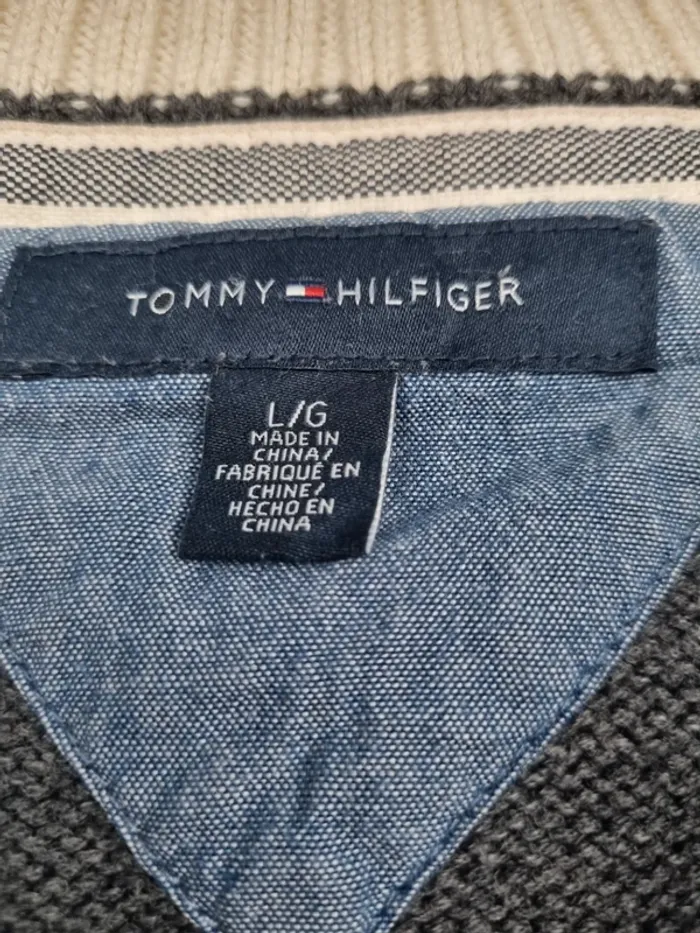 TOMMY HILFIGER
L/G
MADE IN
CHINA/
FABRIQUÉ EN
CHINE/
HECHO EN
CHINA